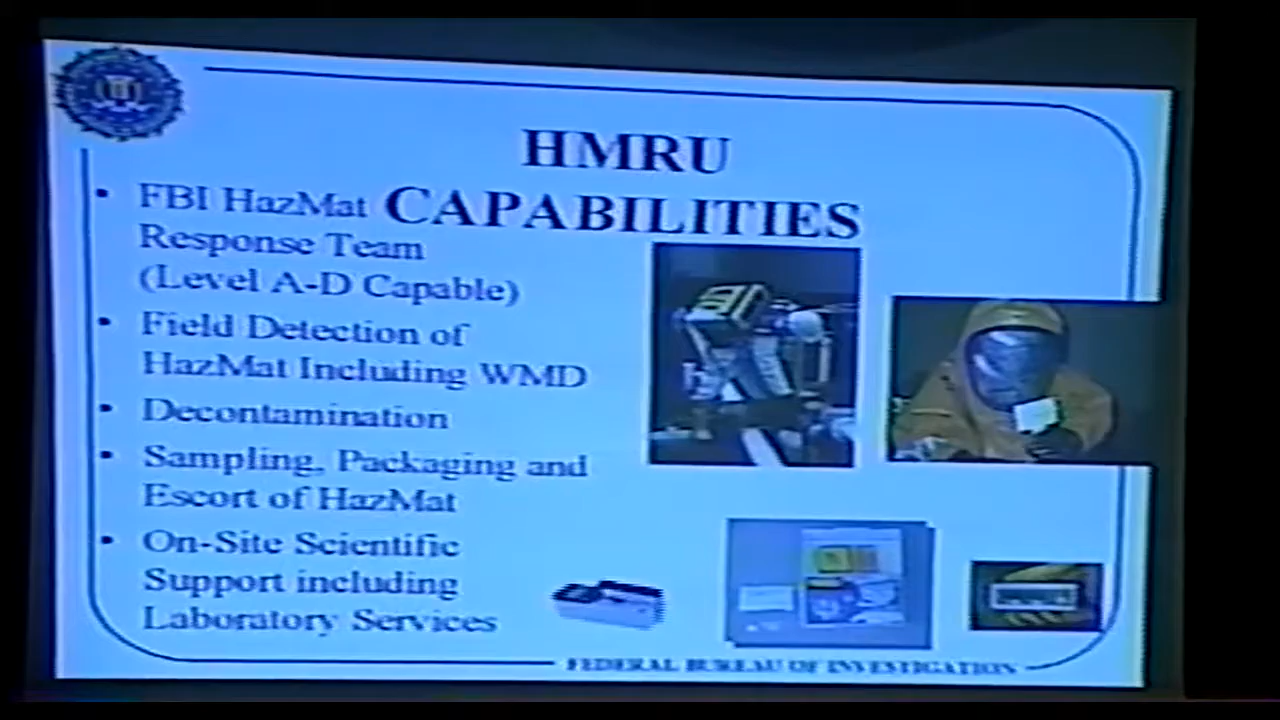 HMRU
CAPABILITIES
• FBI HazMat
Response Team
(Level A-D Capable)
• Field Detection of
HazMat Including WMD
• Decontamination
• Sampling, Packaging and
Escort of HazMat
• On-Site Scientific
Support including
Laboratory Services
FEDERAL BUREAU OF INVESTIGATION